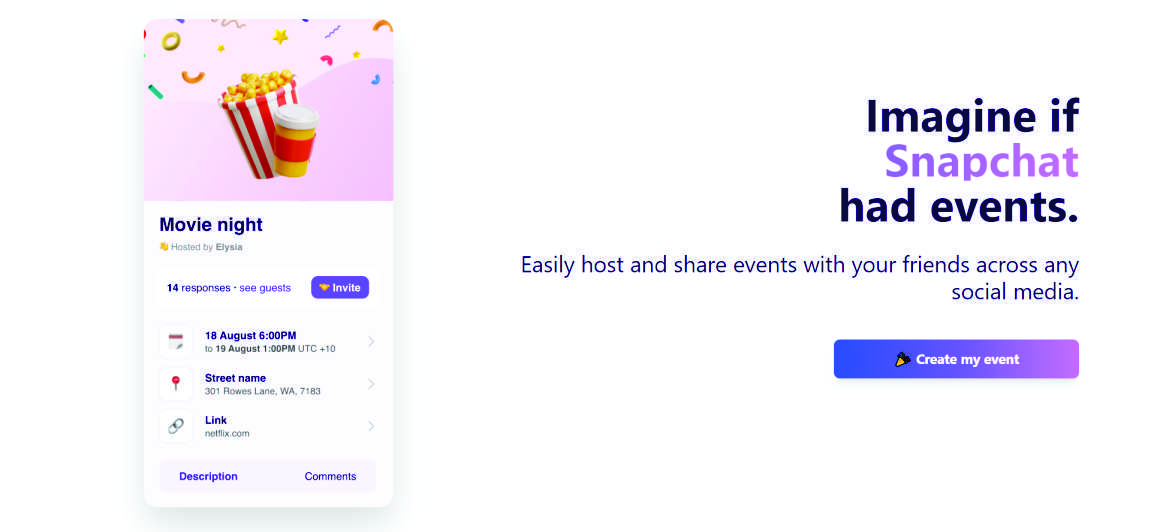 Movie night
Hosted by Elysia
14 responses · see guests
Invite
18 August 6:00PM
to 19 August 1:00PM UTC +10
Street name
301 Rowes Lane, WA, 7183
Link
netflix.com
Description
Comments
Imagine if
Snapchat
had events.
Easily host and share events with your friends across any
social media.
Create my event